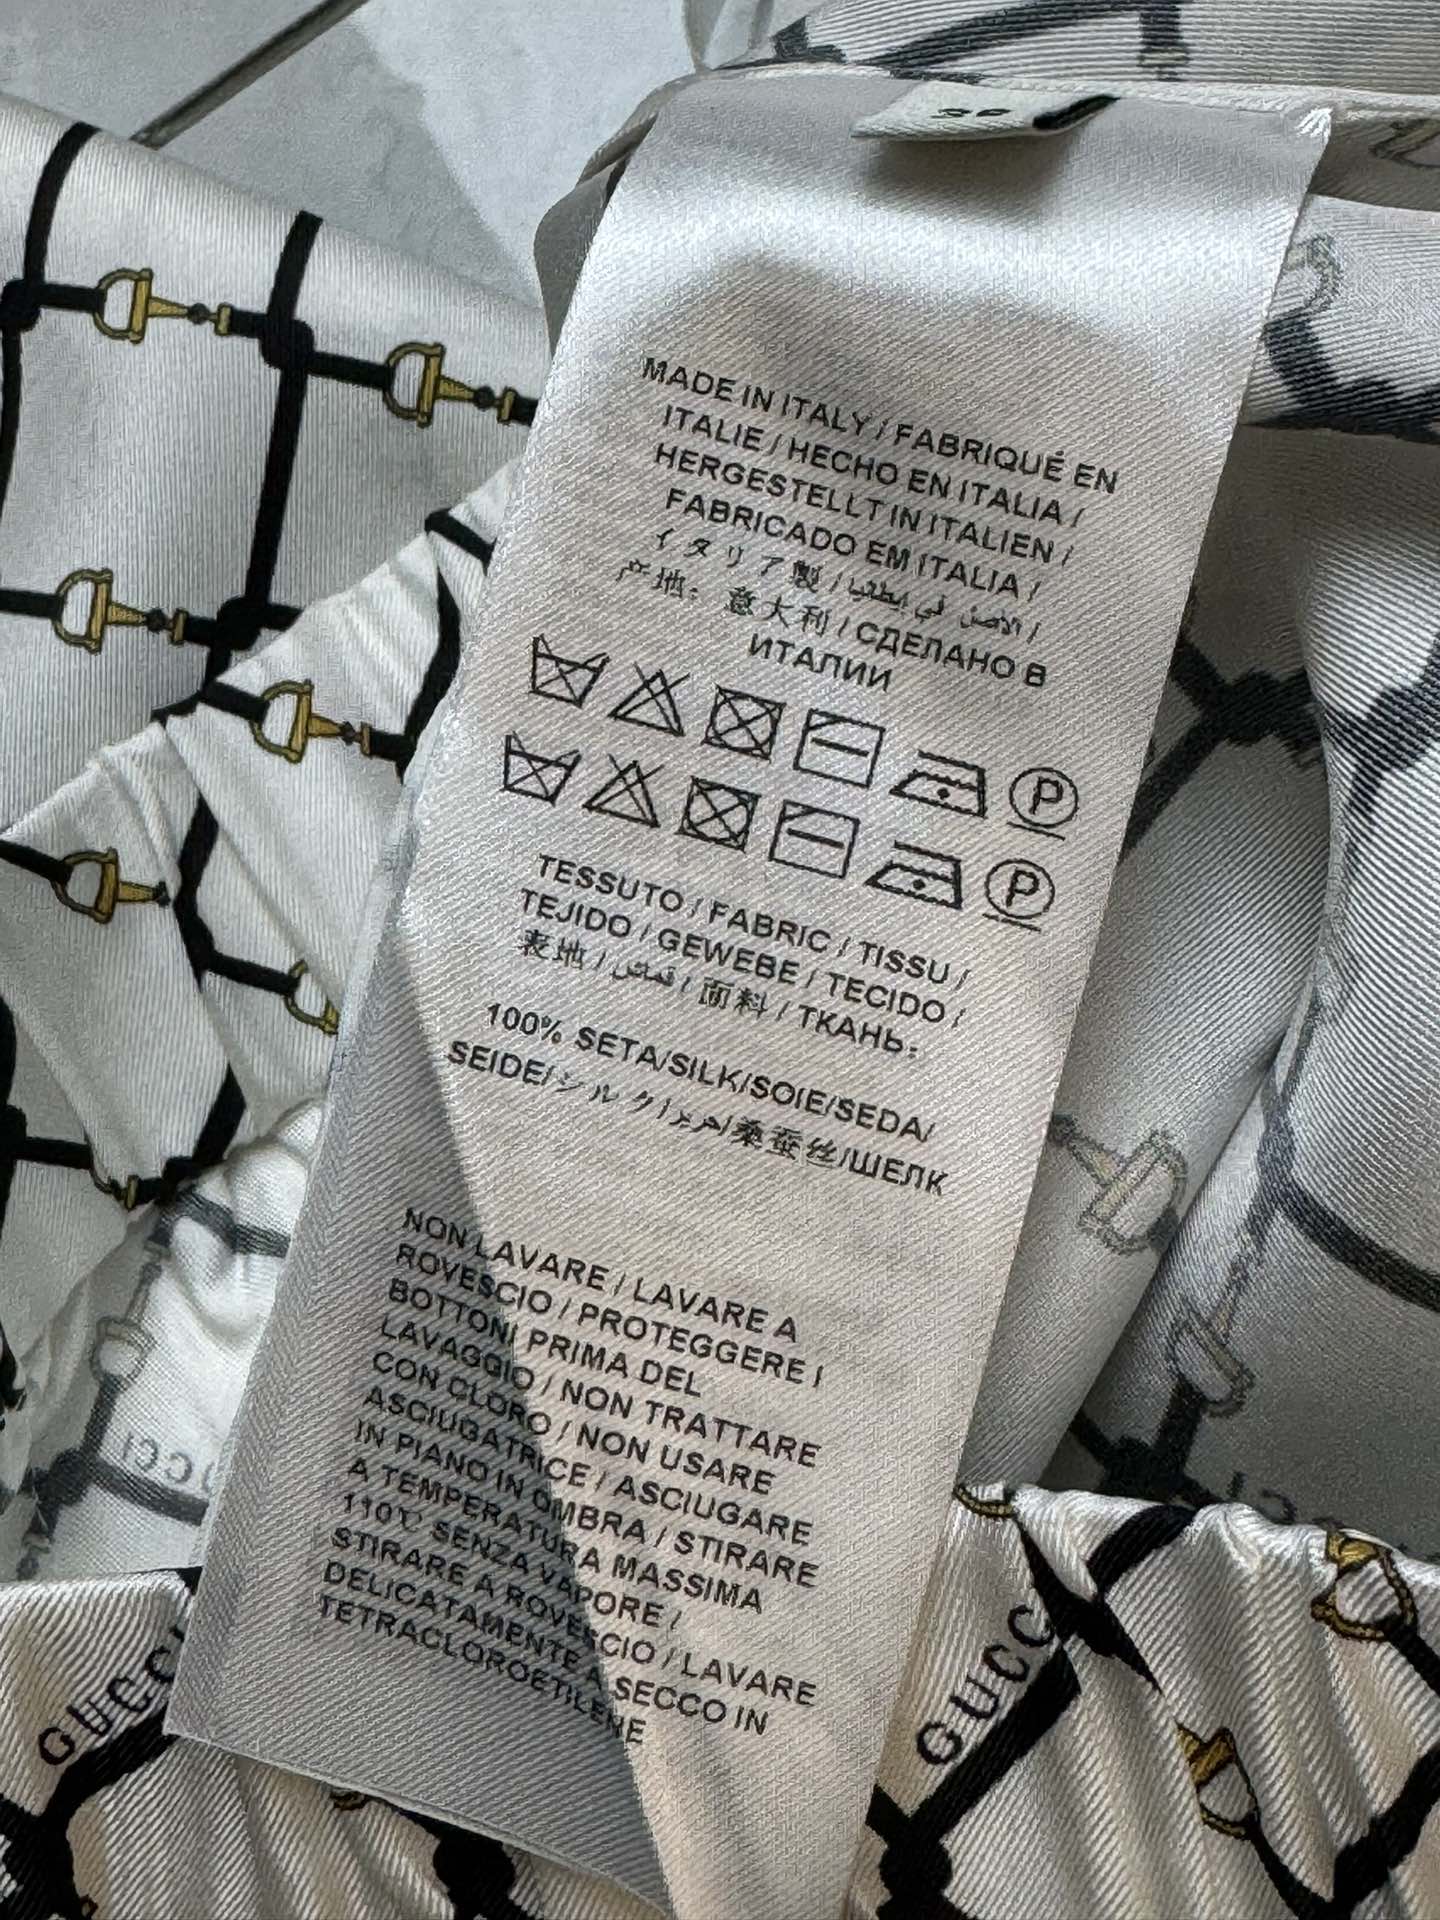 MADE IN ITALY / FABRIQUÉ EN
ITALIE / HECHO EN ITALIA /
HERGESTELLT IN ITALIEN /
FABRICADO EM ITALIA /
イタリア製 /
产地: 意大利 / СДЕЛАНО В
ИТАЛИИ
P
P
TESSUTO / FABRIC / TISSU /
TEJIDO / GEWEBE / TECIDO /
表地 / قماش / 面料 / ТКАНЬ:
100% SETA/SILK/SOIE/SEDA/
SEIDE/シルク/حرير/桑蚕丝/ШЕЛК
NON LAVARE / LAVARE A
ROVESCIO / PROTEGGERE I
BOTTONI PRIMA DEL
LAVAGGIO / NON TRATTARE
CON CLORO / NON USARE
ASCIUGATRICE / ASCIUGARE
IN PIANO IN OMBRA / STIRARE
A TEMPERATURA MASSIMA
110℃ SENZA VAPORE /
STIRARE A ROVESCIO / LAVARE
DELICATAMENTE A SECCO IN
TETRACLOROETILENE
GUCCI
GUCCI